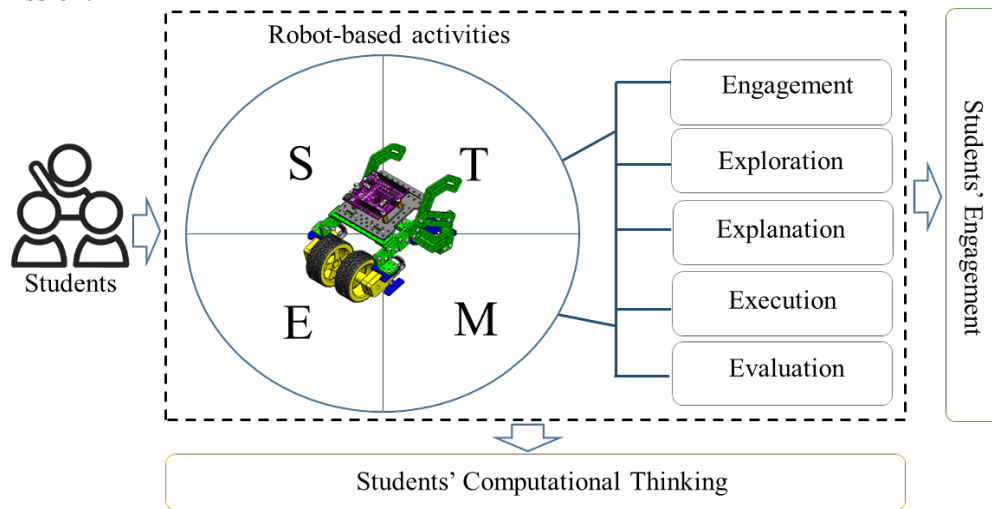 Robot-based activities
S
T
E
M
Students
Engagement
Exploration
Explanation
Execution
Evaluation
Students’ Engagement
Students’ Computational Thinking